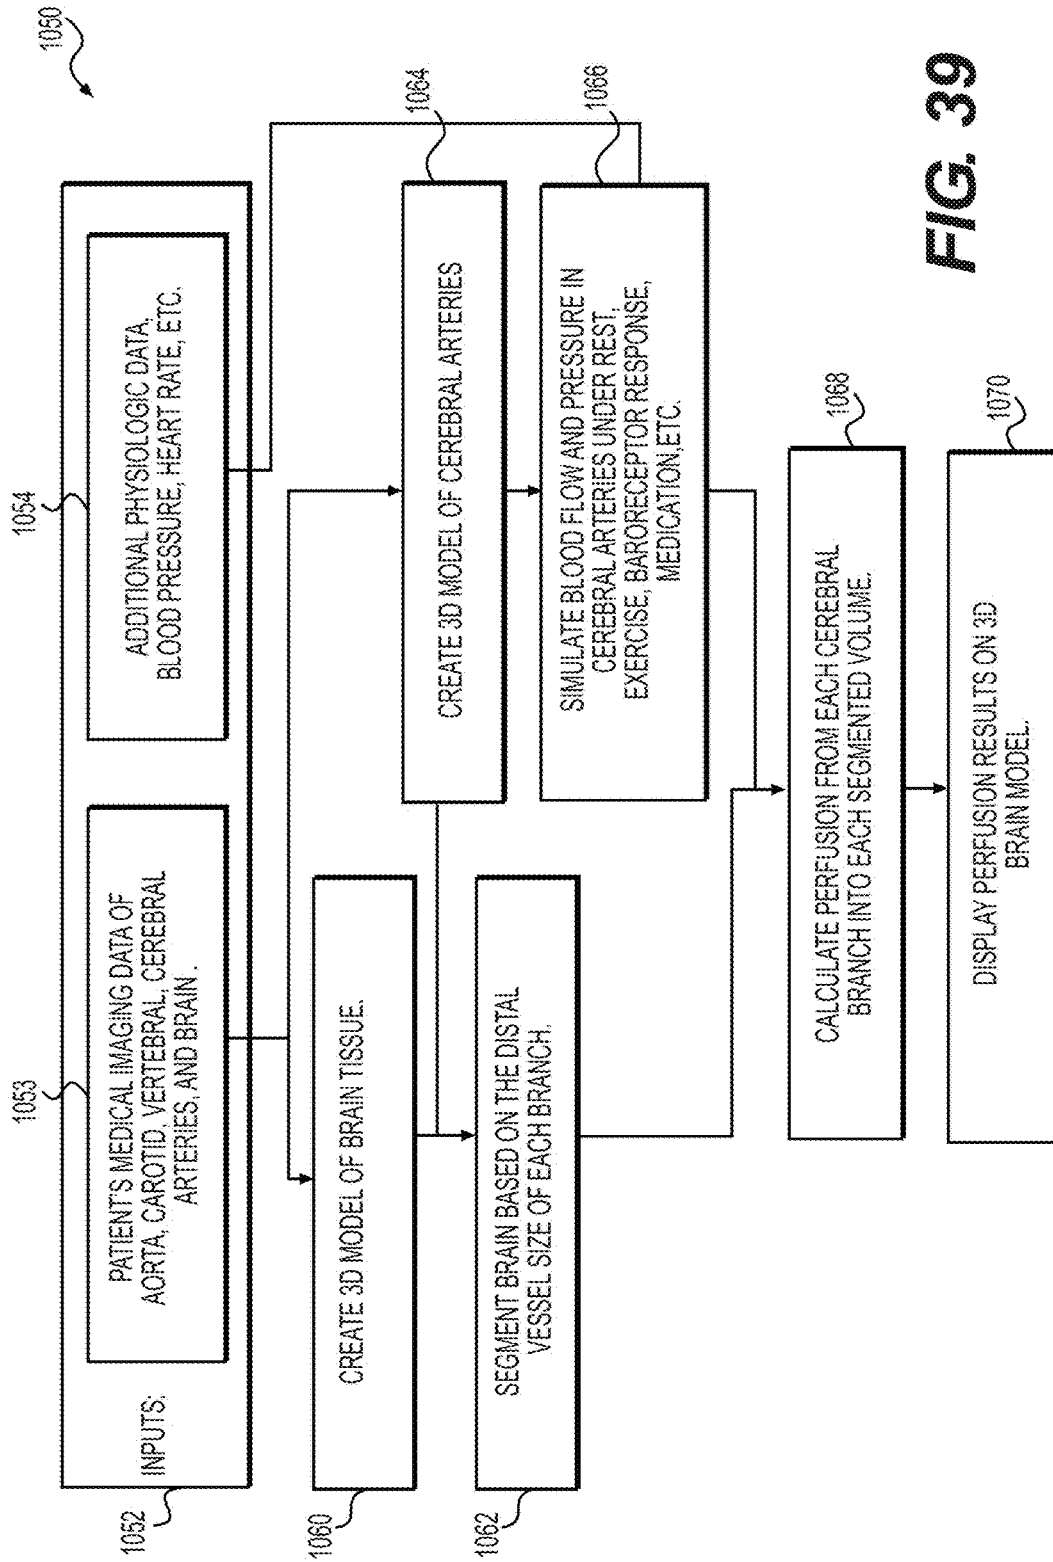 1050
1052
INPUTS:
1053
PATIENT'S MEDICAL IMAGING DATA OF
AORTA, CAROTID, VERTEBRAL, CEREBRAL
ARTERIES, AND BRAIN.
1054
ADDITIONAL PHYSIOLOGIC DATA,
BLOOD PRESSURE, HEART RATE, ETC.
1060
CREATE 3D MODEL OF BRAIN TISSUE.
1064
CREATE 3D MODEL OF CEREBRAL ARTERIES
1062
SEGMENT BRAIN BASED ON THE DISTAL
VESSEL SIZE OF EACH BRANCH.
1066
SIMULATE BLOOD FLOW AND PRESSURE IN
CEREBRAL ARTERIES UNDER REST,
EXERCISE, BARORECEPTOR RESPONSE,
MEDICATION,ETC.
1068
CALCULATE PERFUSION FROM EACH CEREBRAL
BRANCH INTO EACH SEGMENTED VOLUME.
1070
DISPLAY PERFUSION RESULTS ON 3D
BRAIN MODEL.
FIG. 39